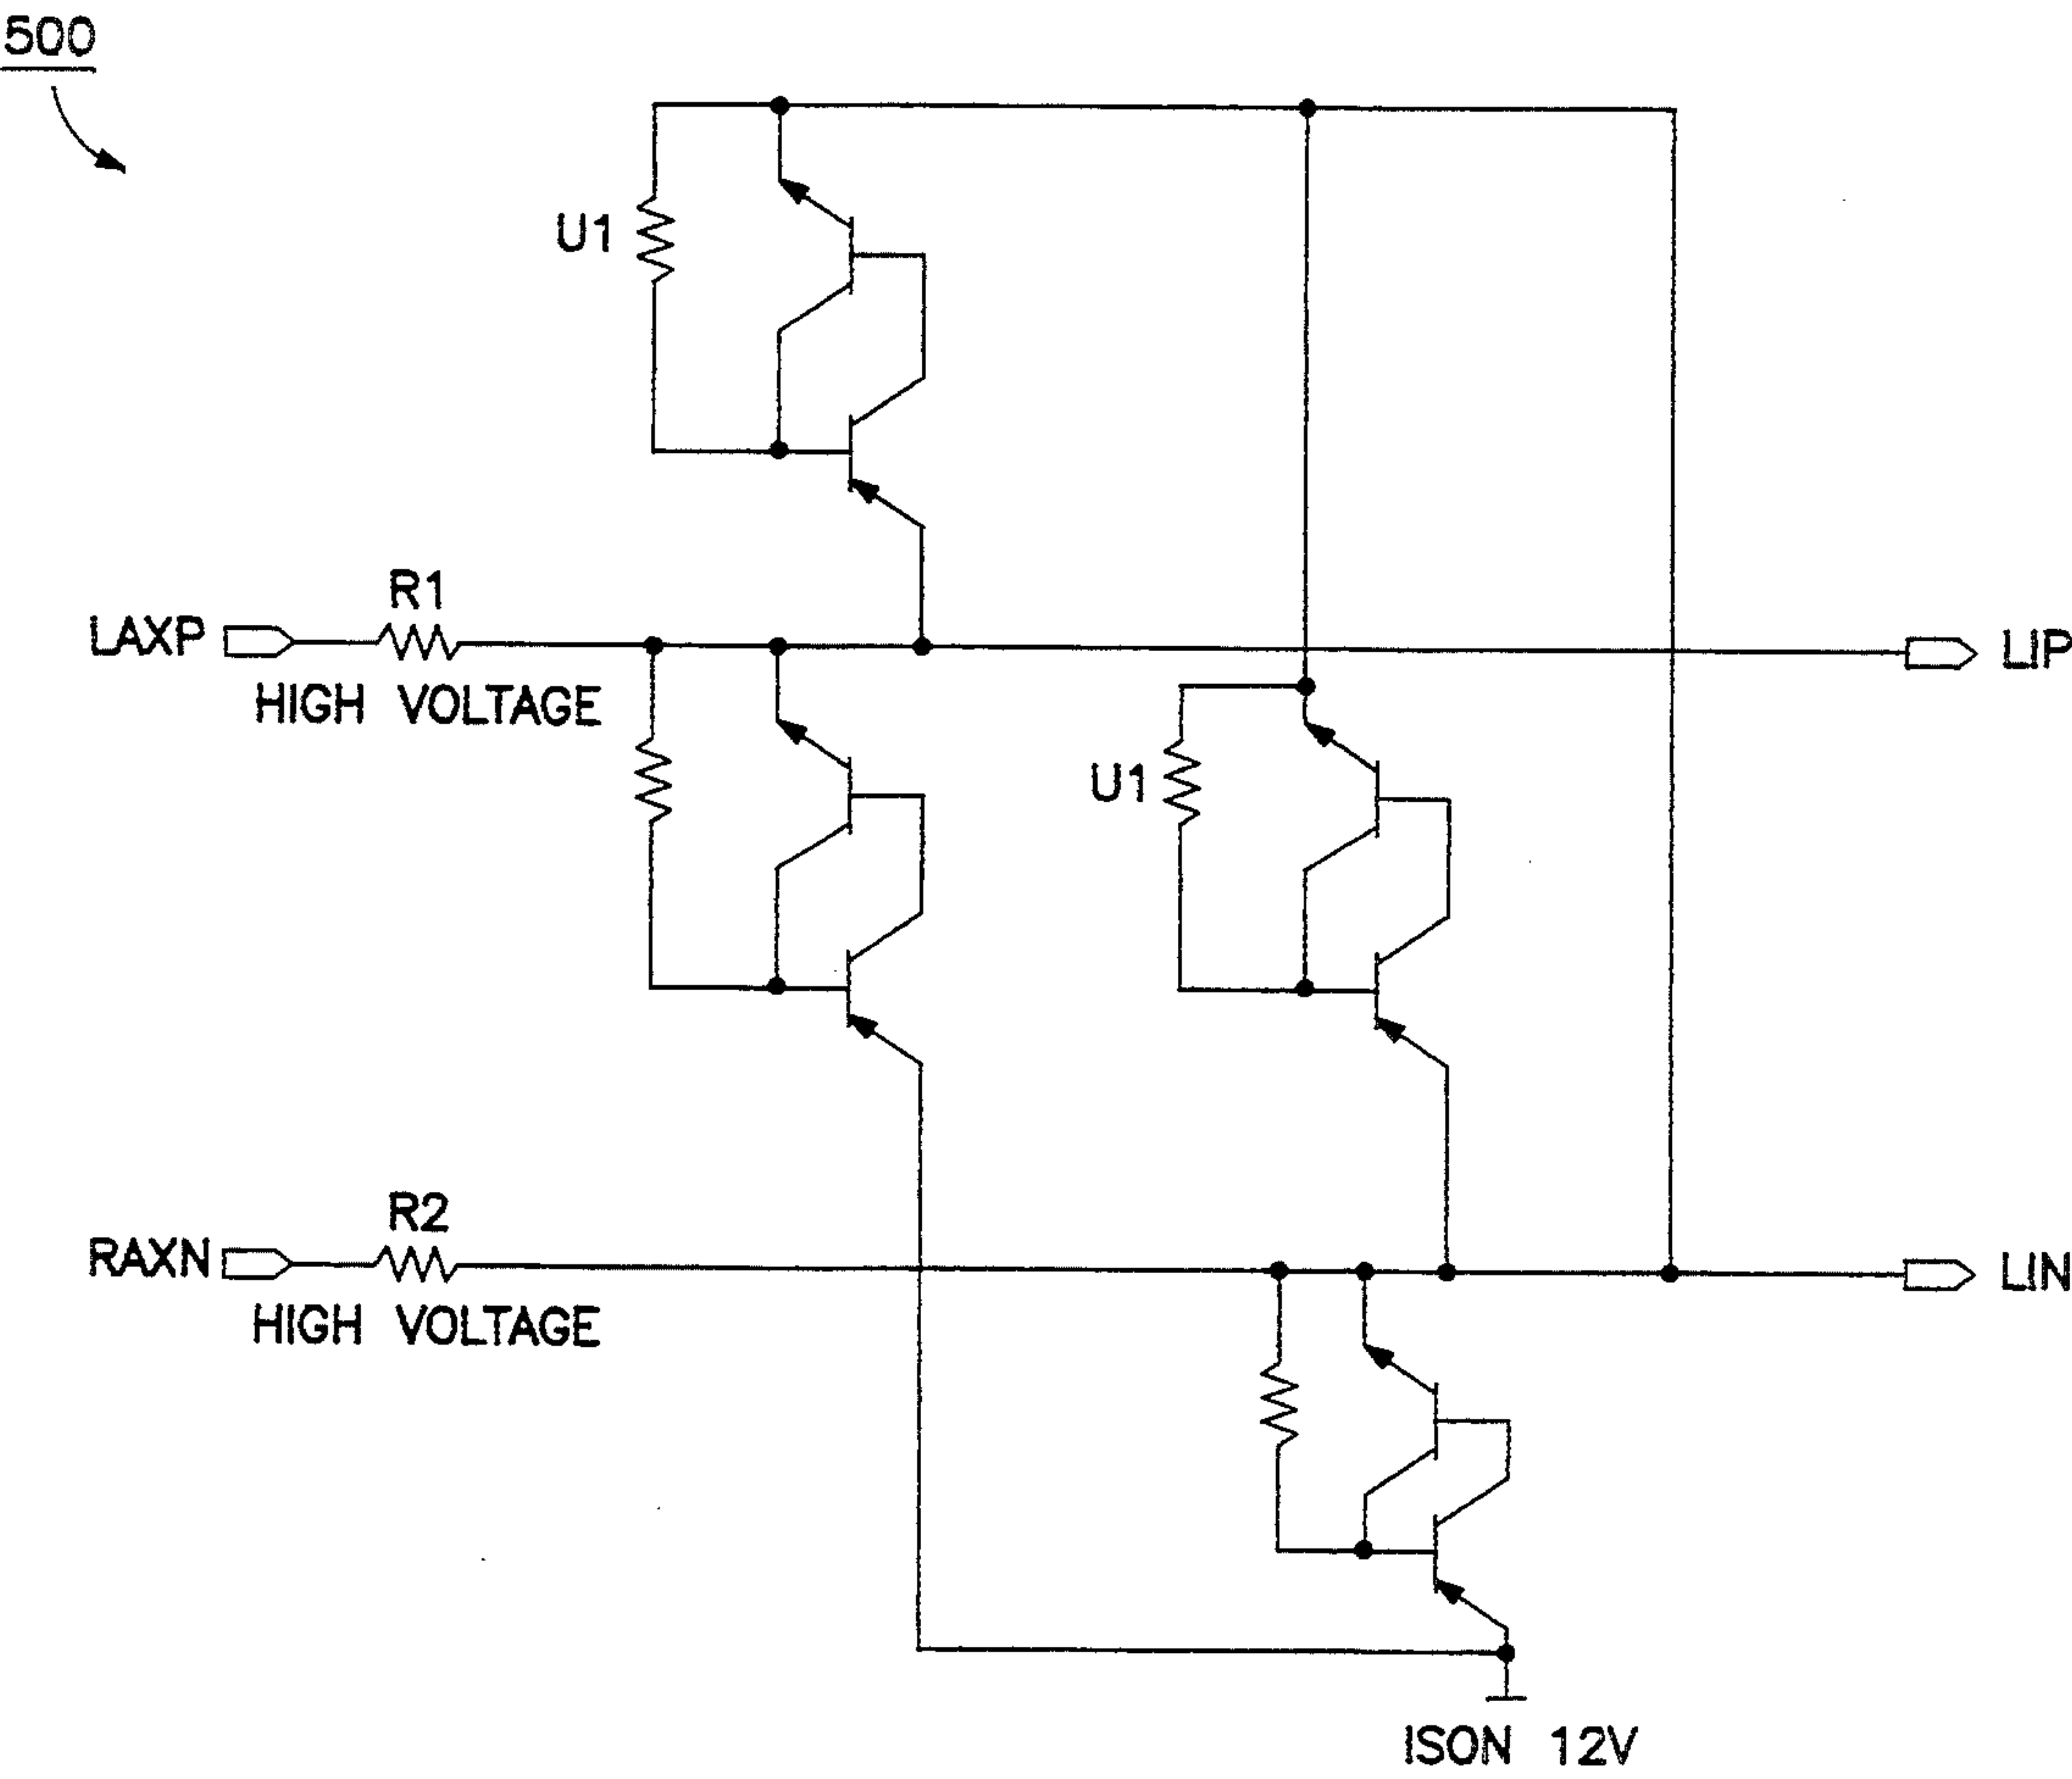 500
U1
R1
LAXP
LIP
HIGH VOLTAGE
U1
R2
RAXN
LIN
HIGH VOLTAGE
ISON 12V